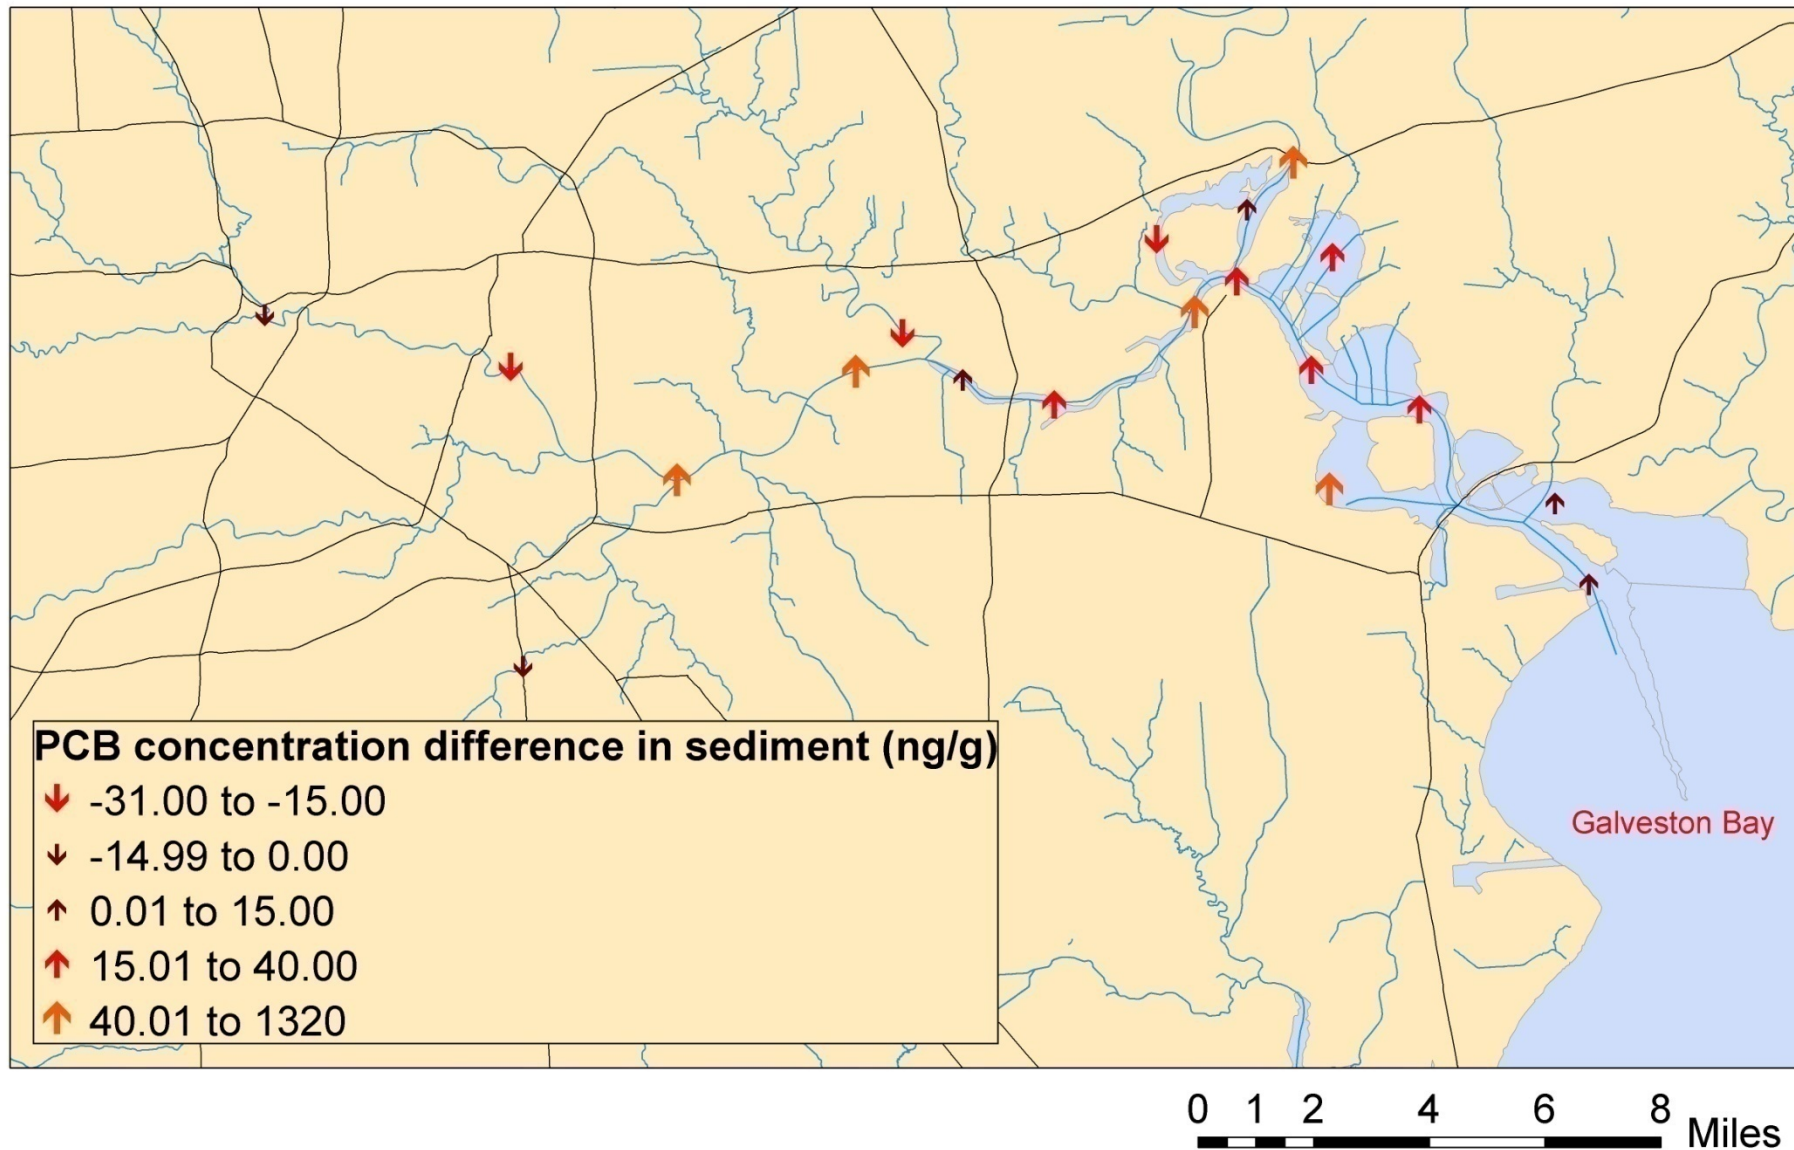 PCB concentration difference in sediment (ng/g)
-31.00 to -15.00
-14.99 to 0.00
0.01 to 15.00
15.01 to 40.00
40.01 to 1320
Galveston Bay
0 1 2 4 6 8
Miles